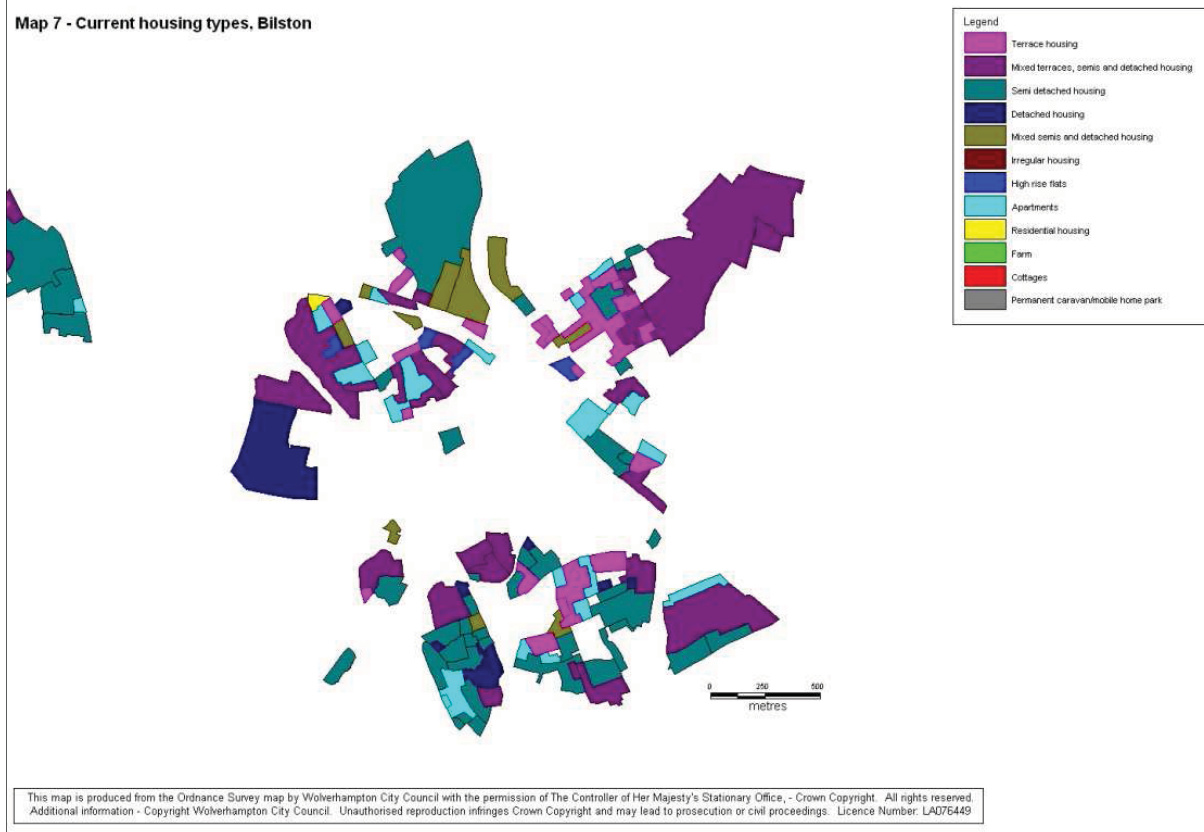 Map 7 - Current housing types, Bilston
Legend
Terrace housing
Mixed terraces, semis and detached housing
Semi detached housing
Detached housing
Mixed semis and detached housing
Irregular housing
High rise flats
Apartments
Residential housing
Farm
Cottages
Permanent caravan/mobile home park
0 250 500
metres
This map is produced from the Ordnance Survey map by Wolverhampton City Council with the permission of The Controller of Her Majesty's Stationary Office, - Crown Copyright. All rights reserved.
Additional information - Copyright Wolverhampton City Council. Unauthorised reproduction infringes Crown Copyright and may lead to prosecution or civil proceedings. Licence Number: LA076449